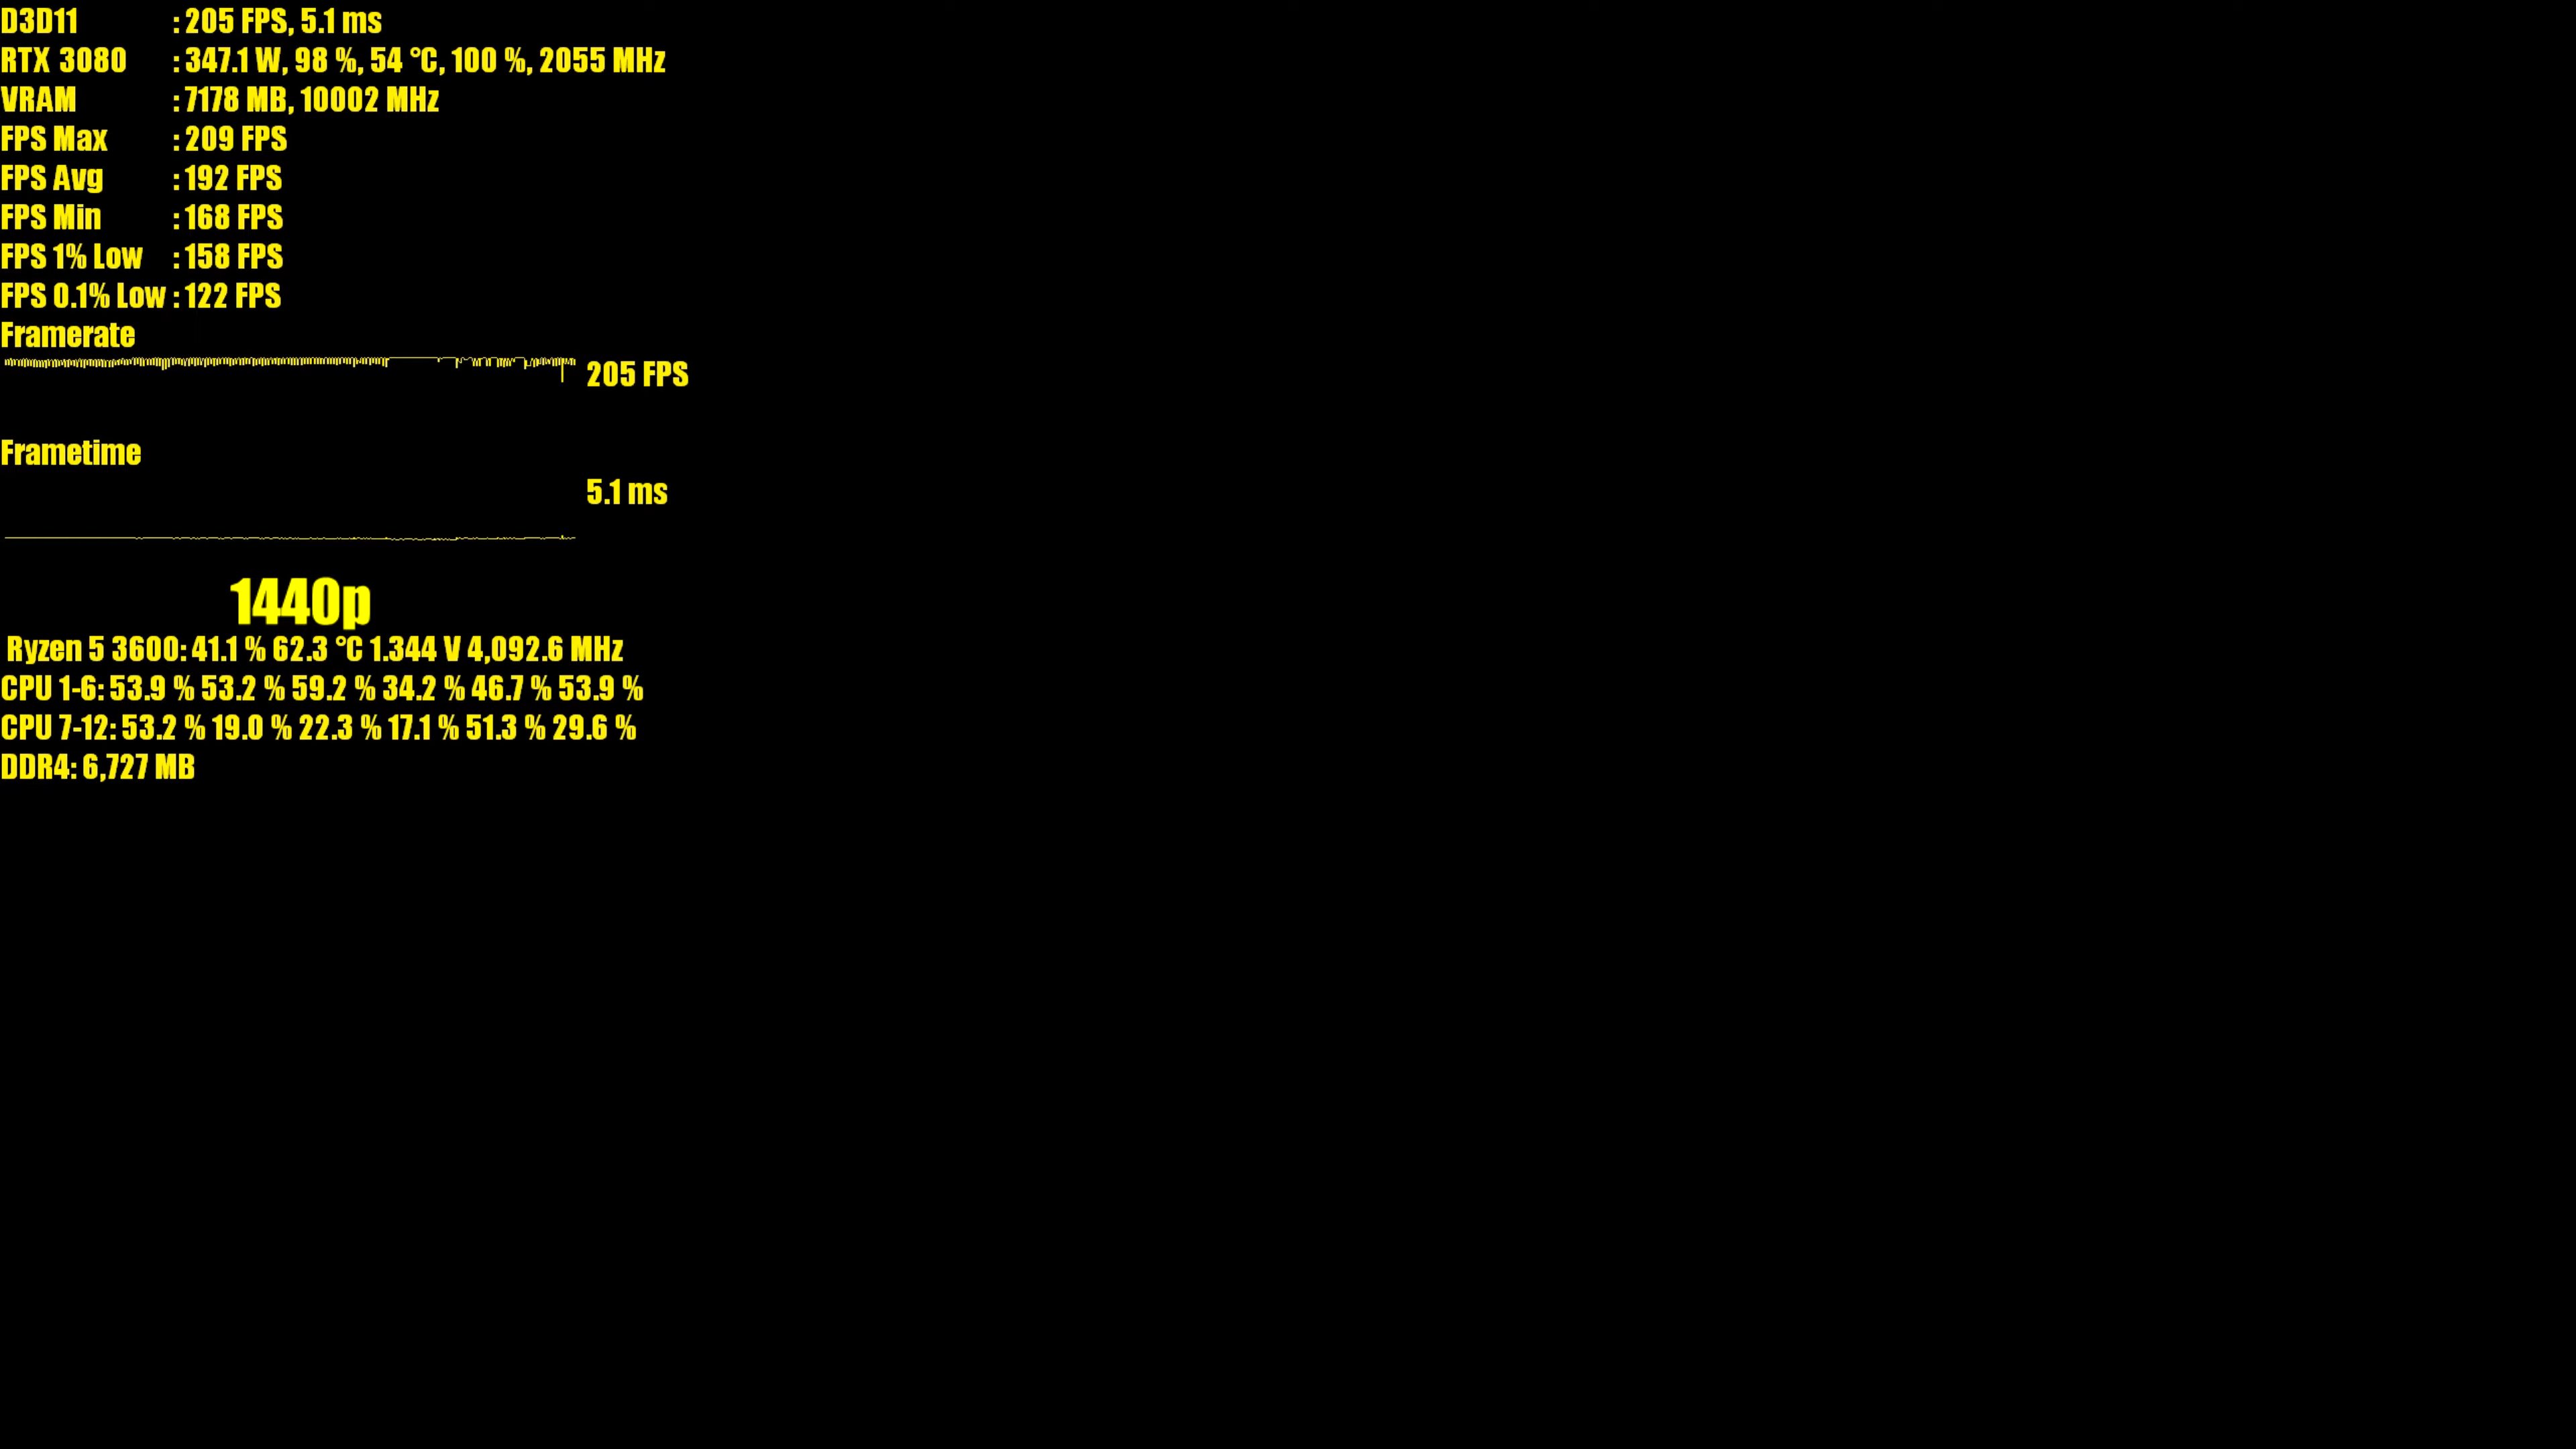 D3D11 : 205 FPS, 5.1 ms
RTX 3080 : 347.1 W, 98 %, 54 °C, 100 %, 2055 MHz
VRAM : 7178 MB, 10002 MHz
FPS Max : 209 FPS
FPS Avg : 192 FPS
FPS Min : 168 FPS
FPS 1% Low : 158 FPS
FPS 0.1% Low : 122 FPS
Framerate
205 FPS
Frametime
5.1 ms
1440p
Ryzen 5 3600: 41.1 % 62.3 °C 1.344 V 4,092.6 MHz
CPU 1-6: 53.9 % 53.2 % 59.2 % 34.2 % 46.7 % 53.9 %
CPU 7-12: 53.2 % 19.0 % 22.3 % 17.1 % 51.3 % 29.6 %
DDR4: 6,727 MB